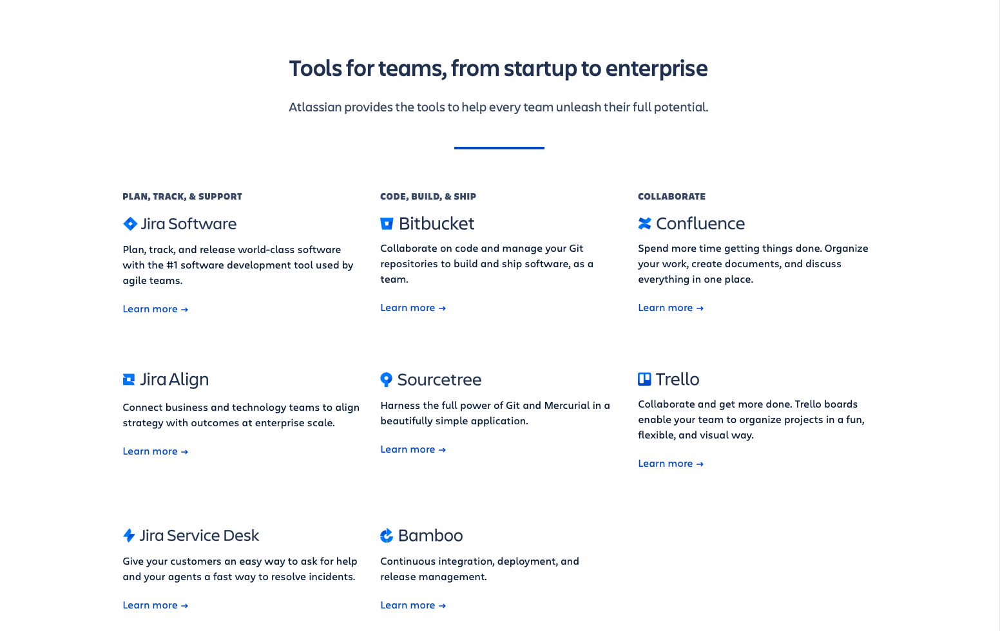 Tools for teams, from startup to enterprise
Atlassian provides the tools to help every team unleash their full potential.
PLAN, TRACK, & SUPPORT
Jira Software
Plan, track, and release world-class software
with the #1 software development tool used by
agile teams.
Learn more →
Jira Align
Connect business and technology teams to align
strategy with outcomes at enterprise scale.
Learn more →
Jira Service Desk
Give your customers an easy way to ask for help
and your agents a fast way to resolve incidents.
Learn more →
CODE, BUILD, & SHIP
Bitbucket
Collaborate on code and manage your Git
repositories to build and ship software, as a
team.
Learn more →
Sourcetree
Harness the full power of Git and Mercurial in a
beautifully simple application.
Learn more →
Bamboo
Continuous integration, deployment, and
release management.
Learn more →
COLLABORATE
Confluence
Spend more time getting things done. Organize
your work, create documents, and discuss
everything in one place.
Learn more →
Trello
Collaborate and get more done. Trello boards
enable your team to organize projects in a fun,
flexible, and visual way.
Learn more →